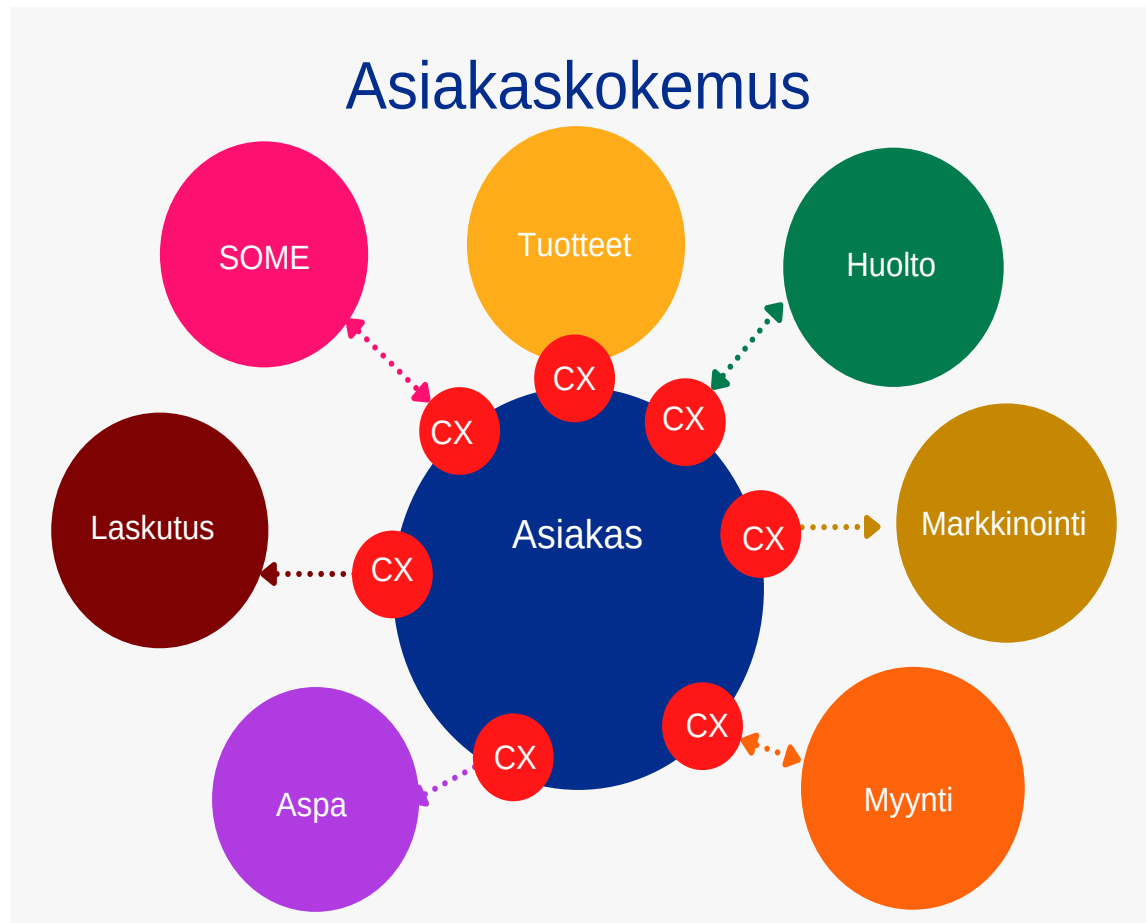 Asiakaskokemus
SOME
Tuotteet
Huolto
CX
CX
CX
Laskutus
Asiakas
Markkinointi
CX
CX
Aspa
CX
CX
Myynti